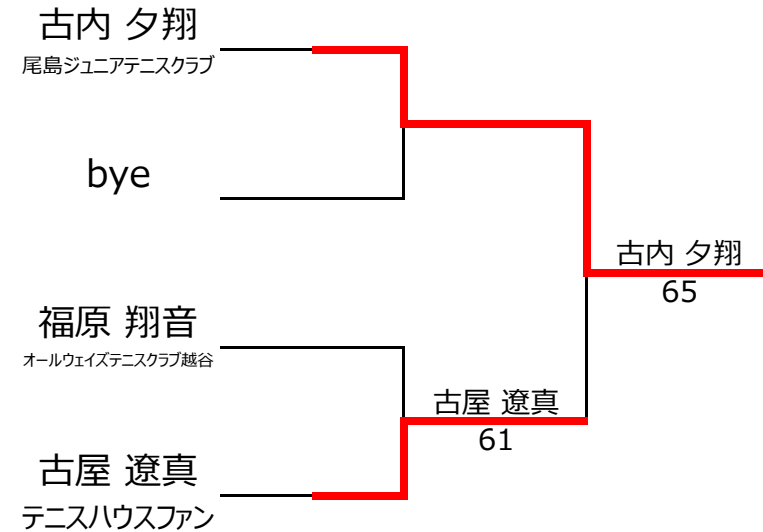 古内 夕翔
尾島ジュニアテニスクラブ
bye
福原 翔音
オールウェイズテニスクラブ越谷
古屋 遼真
テニスハウスファン
古屋 遼真
61
古内 夕翔
65